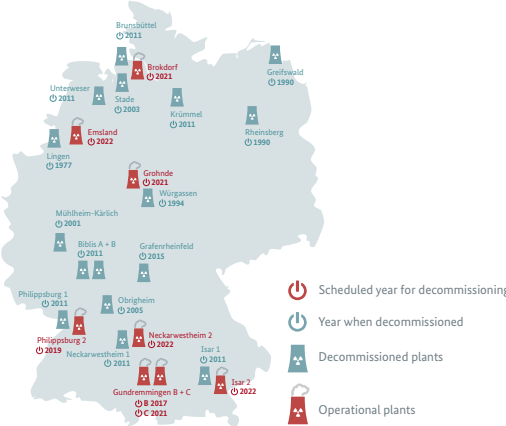 Brunsbüttel
2011
Brokdorf
2021
Greifswald
1990
Unterweser
2011
Stade
2003
Krümmel
2011
Rheinsberg
1990
Emsland
2022
Lingen
1977
Grohnde
2021
Würgassen
1994
Mühlheim-Kärlich
2001
Biblis A + B
2011
Grafenrheinfeld
2015
Philippsburg 1
2011
Obrigheim
2005
Philippsburg 2
2019
Neckarwestheim 2
2022
Neckarwestheim 1
2011
Isar 1
2011
Isar 2
2022
Gundremmingen B + C
B 2017
C 2021
Scheduled year for decommissioning
Year when decommissioned
Decommissioned plants
Operational plants